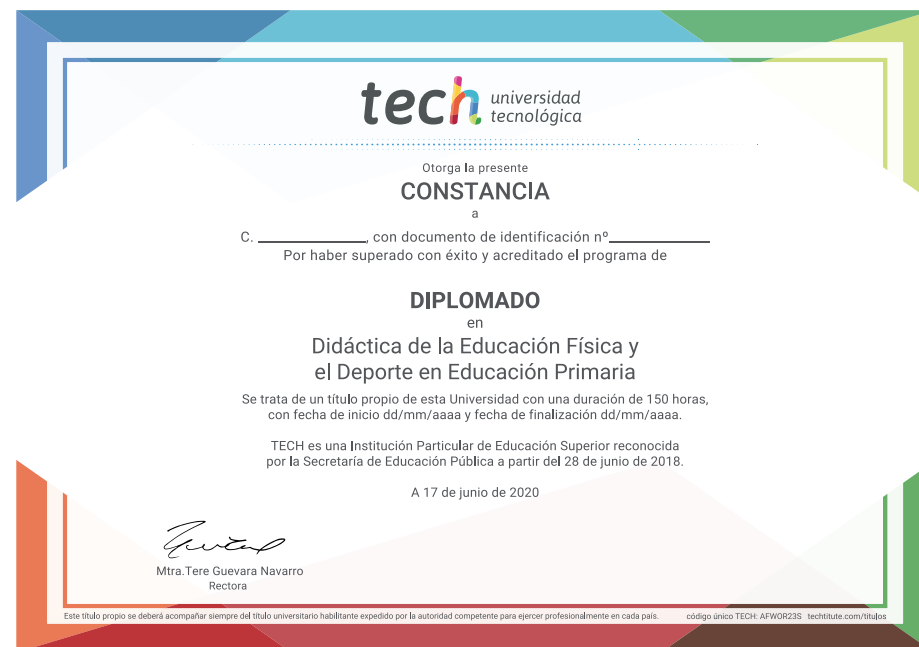 tech universidad
tecnológica
Otorga la presente
CONSTANCIA
a
C. ____________, con documento de identificación nº____________
Por haber superado con éxito y acreditado el programa de
DIPLOMADO
en
Didáctica de la Educación Física y
el Deporte en Educación Primaria
Se trata de un título propio de esta Universidad con una duración de 150 horas,
con fecha de inicio dd/mm/aaaa y fecha de finalización dd/mm/aaaa.
TECH es una Institución Particular de Educación Superior reconocida
por la Secretaría de Educación Pública a partir del 28 de junio de 2018.
A 17 de junio de 2020
Mtra.Tere Guevara Navarro
Rectora
Este título propio se deberá acompañar siempre del título universitario habilitante expedido por la autoridad competente para ejercer profesionalmente en cada país. código único TECH: AFWOR23S techtitute.com/titulos